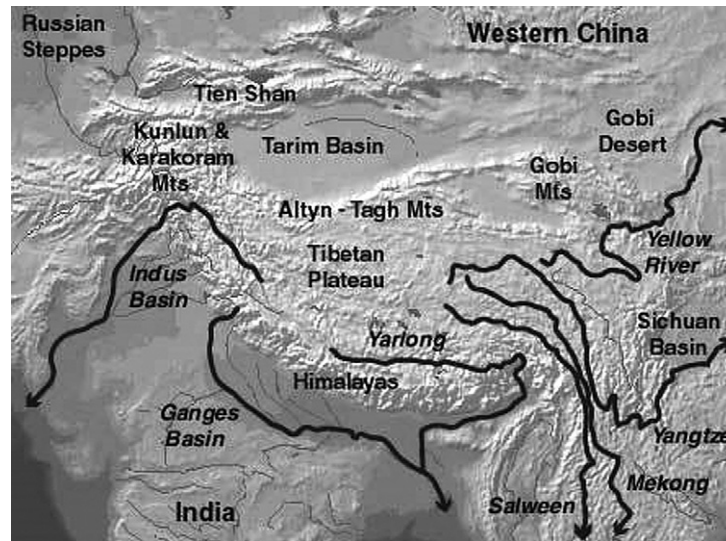 Russian
Steppes
Western China
Tien Shan
Kunlun &
Karakoram
Mts
Tarim Basin
Gobi
Desert
Gobi
Mts
Altyn - Tagh Mts
Tibetan
Plateau
Yellow
River
Indus
Basin
Sichuan
Basin
Yarlong
Himalayas
Ganges
Basin
Yangtze
Mekong
Salween
India